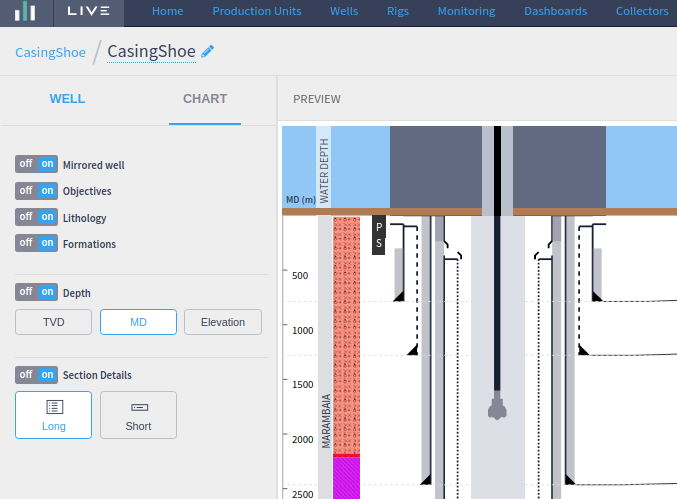 LIVE Home Production Units Wells Rigs Monitoring Dashboards Collectors
CasingShoe / CasingShoe
WELL CHART
PREVIEW
off on Mirrored well
off on Objectives
off on Lithology
off on Formations
off on Depth
TVD MD Elevation
off on Section Details
Long Short
WATER DEPTH
MD (m)
P
S
500
1000
1500
MARAMBAIA
2000
2500